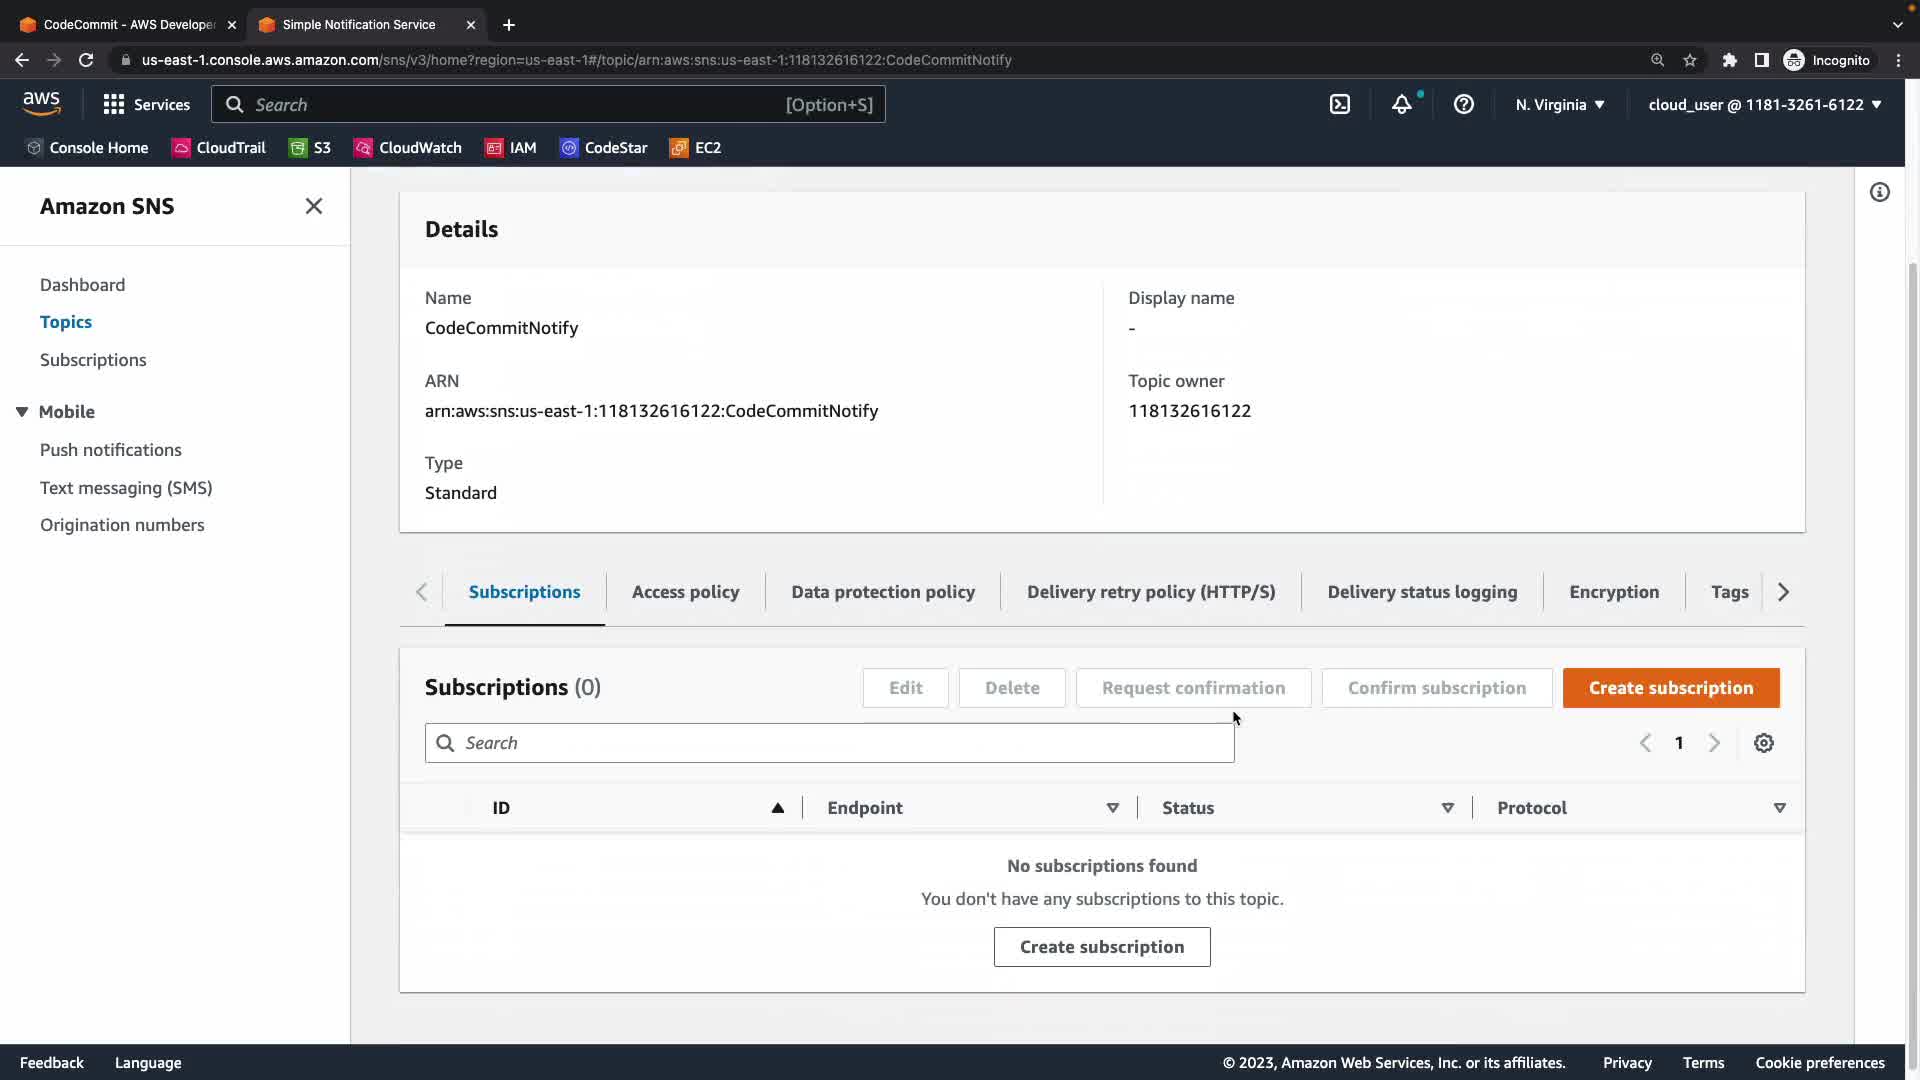 CodeCommit - AWS Develope
Simple Notification Service
us-east-1.console.aws.amazon.com/sns/v3/home?region=us-east-1#/topic/arn:aws:sns:us-east-1:118132616122:CodeCommitNotify
Incognito
aws
Services
Search
[Option+S]
N. Virginia
cloud_user @ 1181-3261-6122
Console Home
CloudTrail
S3
CloudWatch
IAM
CodeStar
EC2
Amazon SNS
Dashboard
Topics
Subscriptions
Mobile
Push notifications
Text messaging (SMS)
Origination numbers
Details
Name
CodeCommitNotify
Display name
-
ARN
arn:aws:sns:us-east-1:118132616122:CodeCommitNotify
Topic owner
118132616122
Type
Standard
Subscriptions
Access policy
Data protection policy
Delivery retry policy (HTTP/S)
Delivery status logging
Encryption
Tags
Subscriptions (0)
Edit
Delete
Request confirmation
Confirm subscription
Create subscription
Search
1
ID
Endpoint
Status
Protocol
No subscriptions found
You don't have any subscriptions to this topic.
Create subscription
Feedback
Language
© 2023, Amazon Web Services, Inc. or its affiliates.
Privacy
Terms
Cookie preferences